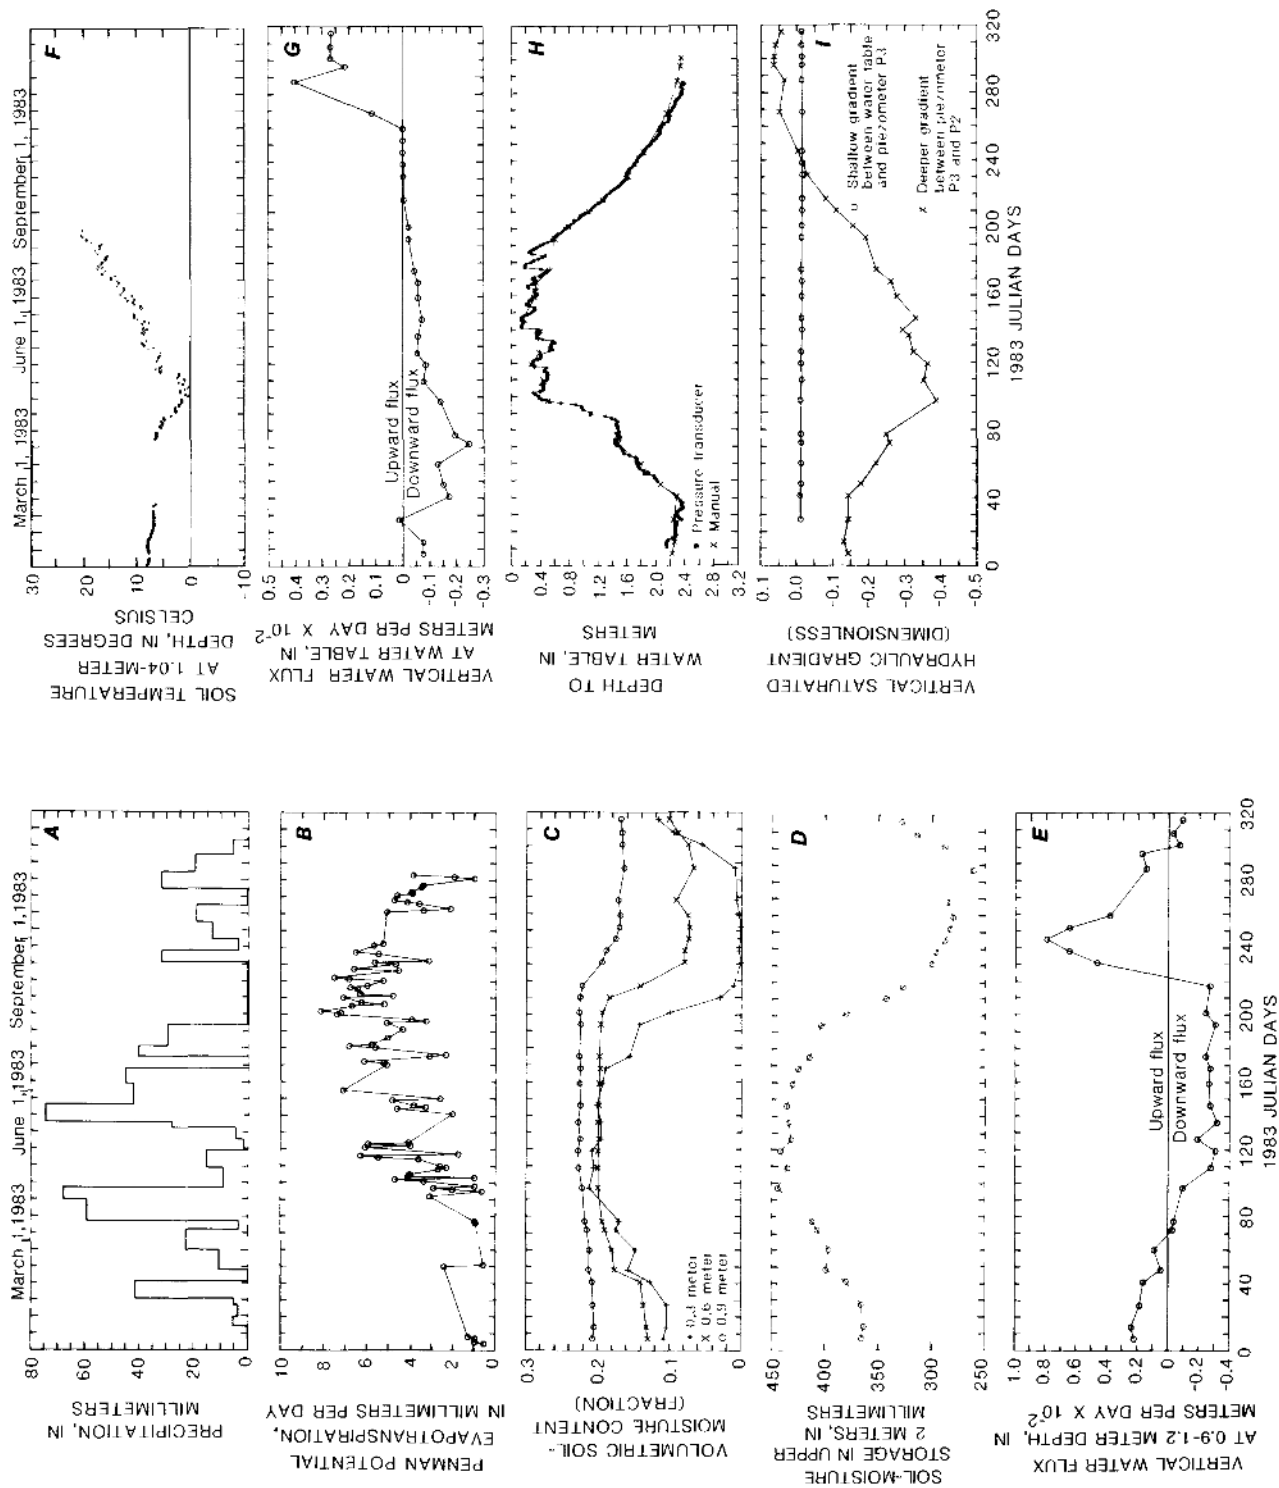 March 1, 1983 June 1, 1983 September 1, 1983
A
PRECIPITATION, IN
MILLIMETERS
80
60
40
20
0
B
PENMAN POTENTIAL
EVAPOTRANSPIRATION,
IN MILLIMETERS PER DAY
10
8
6
4
2
0
C
VOLUMETRIC SOIL-
MOISTURE CONTENT
(FRACTION)
0.3
0.2
0.1
0
• 0.3 meter
x 0.6 meter
o 0.9 meter
D
SOIL-MOISTURE
STORAGE IN UPPER
2 METERS, IN
MILLIMETERS
450
400
350
300
250
E
VERTICAL WATER FLUX
AT 0.9-1.2 METER DEPTH, IN
METERS PER DAY X 10-2
1.0
0.8
0.6
0.4
0.2
0
-0.2
-0.4
Upward flux
Downward flux
0 40 80 120 160 200 240 280 320
1983 JULIAN DAYS
March 1, 1983 June 1, 1983 September 1, 1983
F
SOIL TEMPERATURE
AT 1.04-METER
DEPTH, IN DEGREES
CELSIUS
30
20
10
0
-10
G
VERTICAL WATER FLUX
AT WATER TABLE, IN
METERS PER DAY X 10-2
0.5
0.4
0.3
0.2
0.1
0
-0.1
-0.2
-0.3
Upward flux
Downward flux
H
DEPTH TO
WATER TABLE, IN
METERS
0
0.4
0.8
1.2
1.6
2.0
2.4
2.8
3.2
• Pressure transducer
x Manual
I
VERTICAL SATURATED
HYDRAULIC GRADIENT
(DIMENSIONLESS)
0.1
0.0
-0.1
-0.2
-0.3
-0.4
-0.5
o Shallow gradient
between water table
and piezometer P3
x Deeper gradient
between piezometer
P3 and P2
0 40 80 120 160 200 240 280 320
1983 JULIAN DAYS